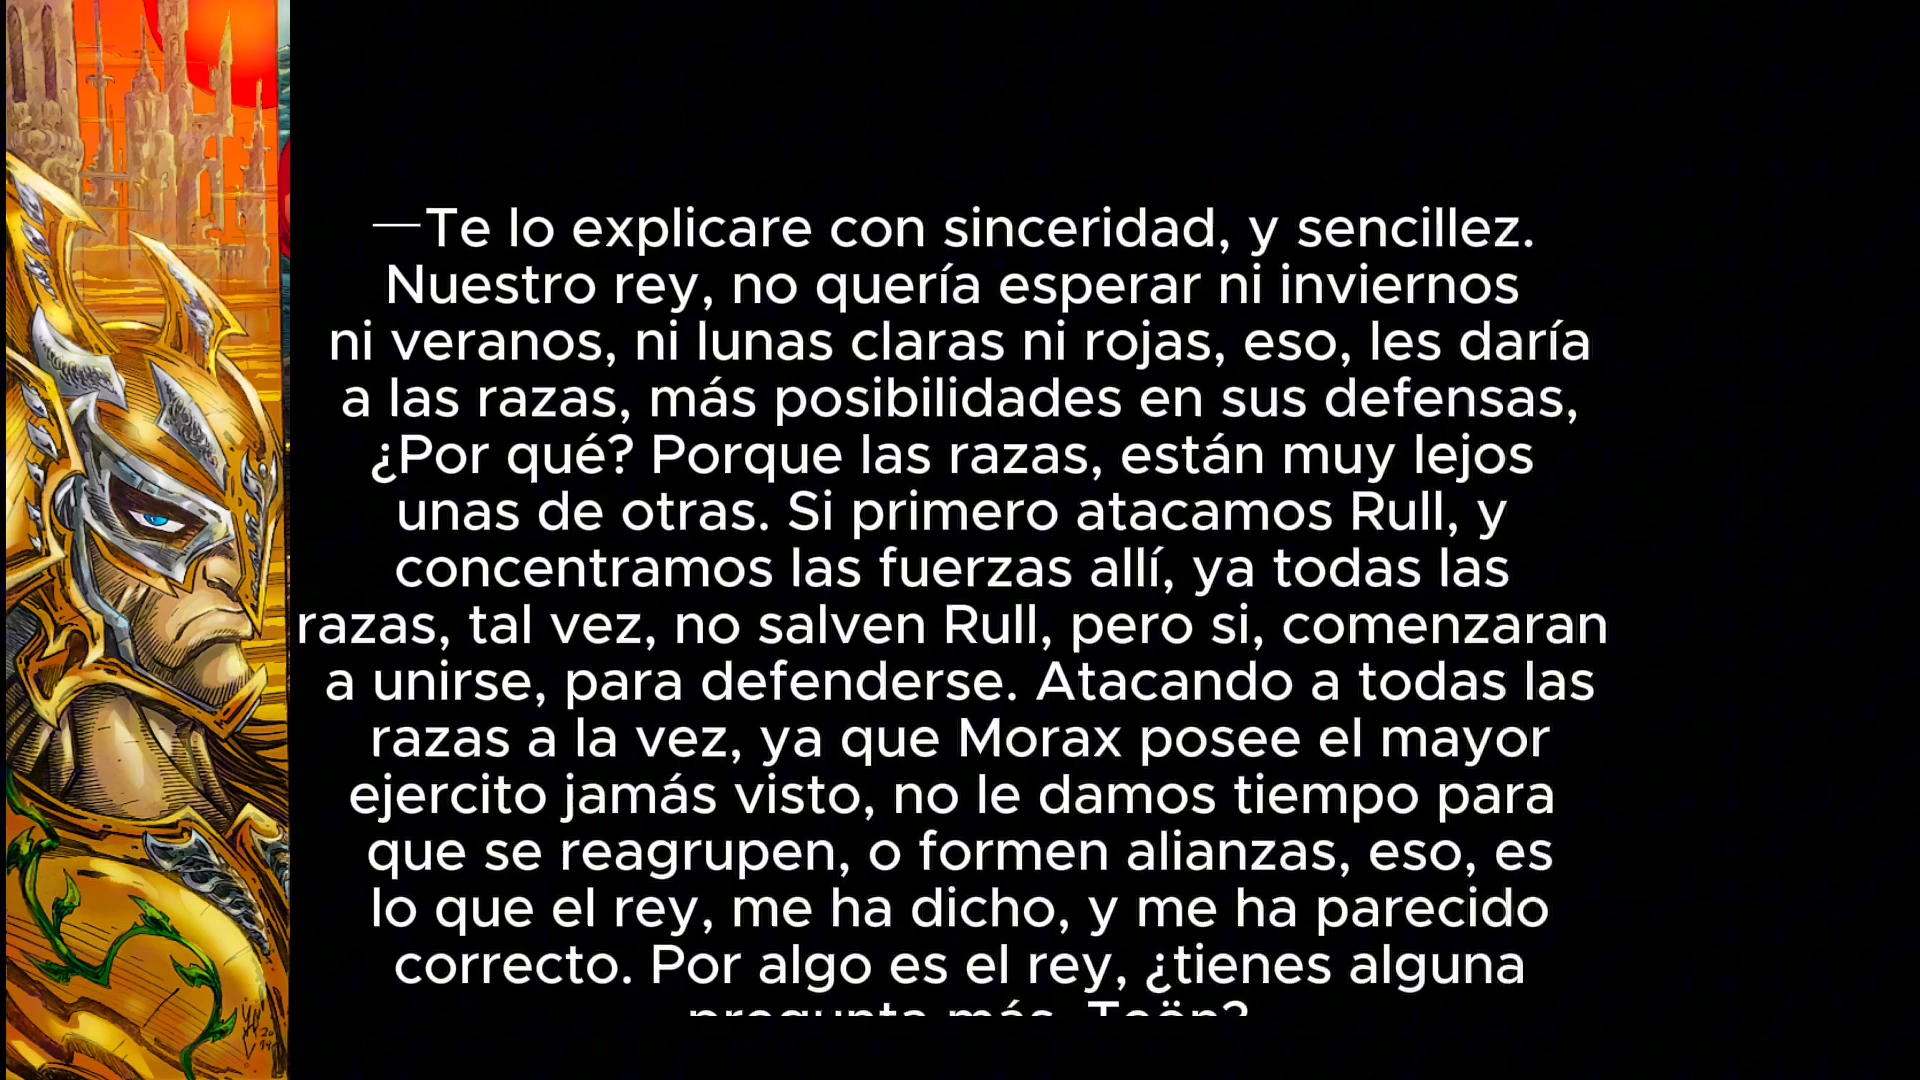 —Te lo explicare con sinceridad, y sencillez.
Nuestro rey, no quería esperar ni inviernos
ni veranos, ni lunas claras ni rojas, eso, les daría
a las razas, más posibilidades en sus defensas,
¿Por qué? Porque las razas, están muy lejos
unas de otras. Si primero atacamos Rull, y
concentramos las fuerzas allí, ya todas las
razas, tal vez, no salven Rull, pero si, comenzaran
a unirse, para defenderse. Atacando a todas las
razas a la vez, ya que Morax posee el mayor
ejercito jamás visto, no le damos tiempo para
que se reagrupen, o formen alianzas, eso, es
lo que el rey, me ha dicho, y me ha parecido
correcto. Por algo es el rey, ¿tienes alguna
pregunta más,